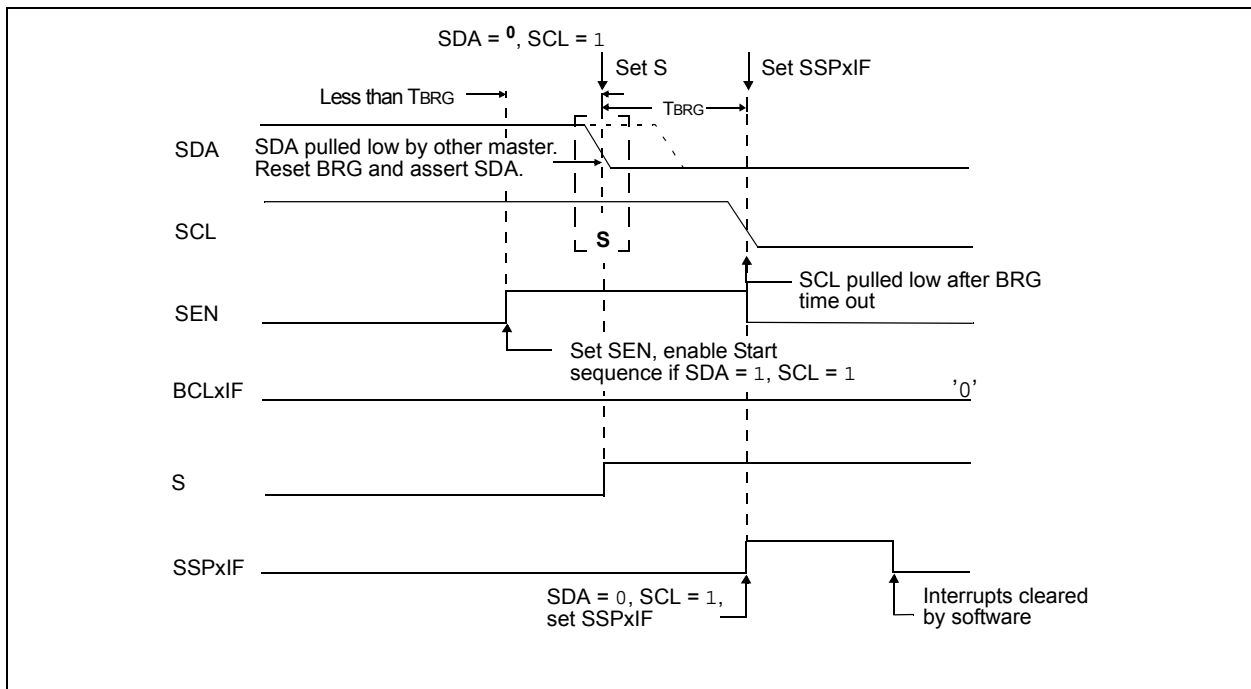 SDA = 0, SCL = 1
Set S
Set SSPxIF
Less than TBRG
TBRG
SDA
SDA pulled low by other master.
Reset BRG and assert SDA.
SCL
S
SCL pulled low after BRG
time out
SEN
Set SEN, enable Start
sequence if SDA = 1, SCL = 1
BCLxIF
'0'
S
SSPxIF
SDA = 0, SCL = 1,
set SSPxIF
Interrupts cleared
by software